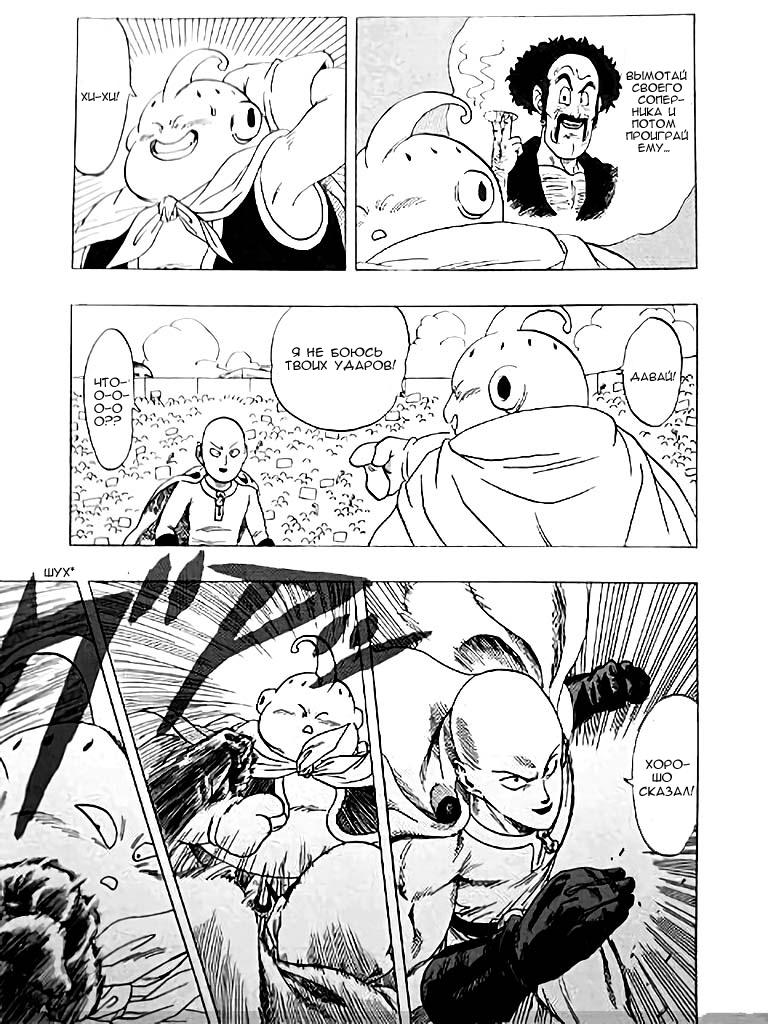 ХИ-ХИ!
ВЫМОТАЙ
СВОЕГО
СОПЕР-
НИКА И
ПОТОМ
ПРОИГРАЙ
ЕМУ...
ЧТО-
О-О-
О-О
О??
Я НЕ БОЮСЬ
ТВОИХ УДАРОВ!
ДАВАЙ!
ШУХ*
ХОРО-
ШО
СКАЗАЛ!